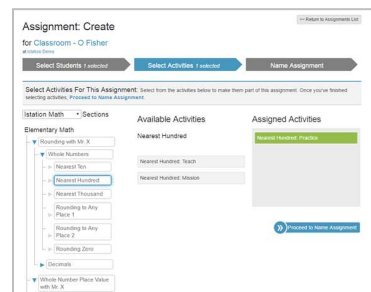 << Return to Assignments List
Assignment: Create
for Classroom - O Fisher
at Istation Demo
Select Students 1 selected
Select Activities 1 selected
Name Assignment
Select Activities For This Assignment: Select from the activities below to make them part of this assignment. Once you've finished
selecting activities, Proceed to Name Assignment.
Istation Math Sections
Elementary Math
Rounding with Mr. X
Whole Numbers
Nearest Ten
Nearest Hundred
Nearest Thousand
Rounding to Any
Place 1
Rounding to Any
Place 2
Rounding Zero
Decimals
Whole Number Place Value
with Mr. X
Available Activities
Nearest Hundred
Nearest Hundred: Teach
Nearest Hundred: Mission
Assigned Activities
Nearest Hundred: Practice
Proceed to Name Assignment